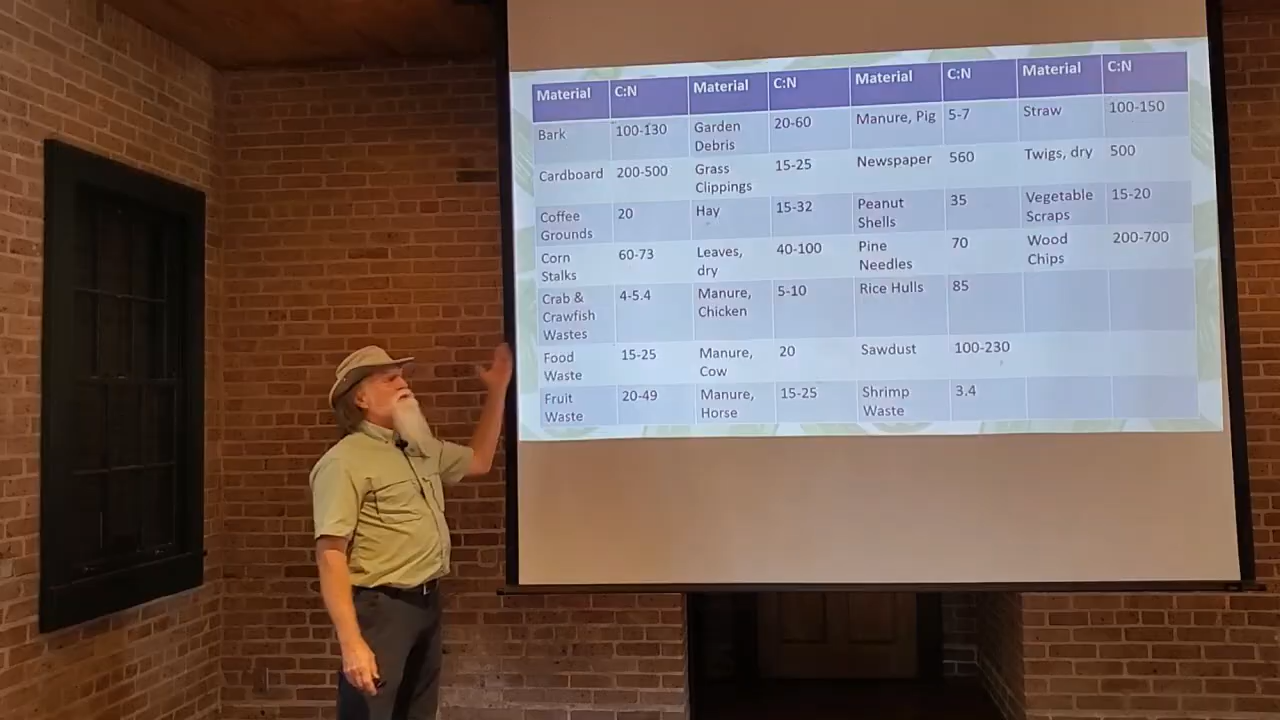 Material C:N Material C:N Material C:N Material C:N
Bark 100-130 Garden Debris 20-60 Manure, Pig 5-7 Straw 100-150
Cardboard 200-500 Grass Clippings 15-25 Newspaper 560 Twigs, dry 500
Coffee Grounds 20 Hay 15-32 Peanut Shells 35 Vegetable Scraps 15-20
Corn Stalks 60-73 Leaves, dry 40-100 Pine Needles 70 Wood Chips 200-700
Crab & Crawfish Wastes 4-5.4 Manure, Chicken 5-10 Rice Hulls 85
Food Waste 15-25 Manure, Cow 20 Sawdust 100-230
Fruit Waste 20-49 Manure, Horse 15-25 Shrimp Waste 3.4